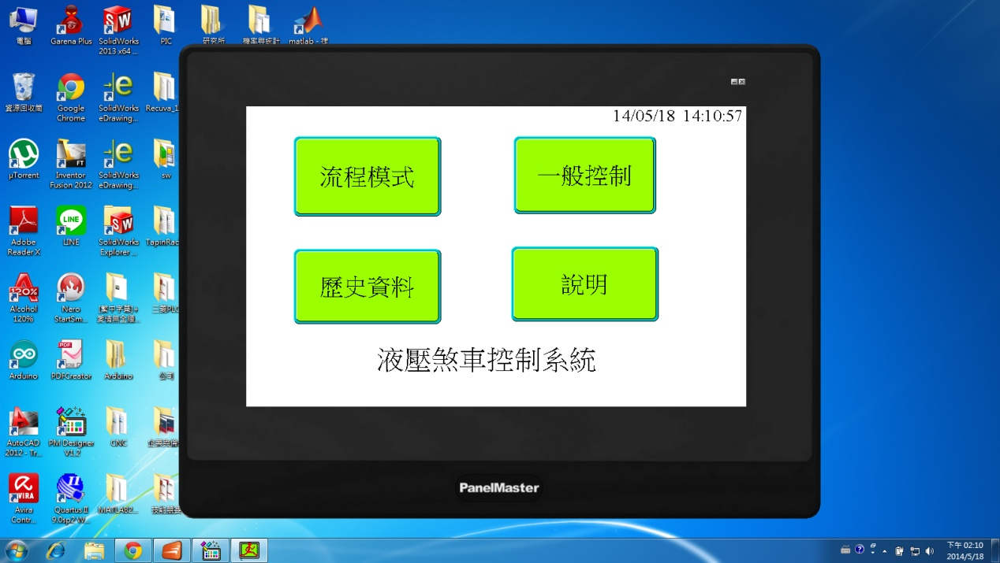 電腦
Garena Plus
SolidWorks
2013 x64 ...
PIC
研究所
機率與統計
matlab - 捷
資源回收筒
Google
Chrome
SolidWorks
eDrawing...
Recuva_1
µTorrent
Inventor
Fusion 2012
SolidWorks
eDrawing...
sw
Adobe
Reader X
LINE
SolidWorks
Explorer ...
TapinRac
Alcohol
120%
Nero
StartSm...
三菱PLC
Arduino
PDFCreator
Arduino
公司
AutoCAD
2012 - Tr...
PM Designer
V1.2
CNC
Avira
Contr...
Quartus II
9.0sp2 W...
MATLAB2...
技能競賽
14/05/18 14:10:57
流程模式
一般控制
歷史資料
說明
液壓煞車控制系統
PanelMaster
下午 02:10
2014/5/18